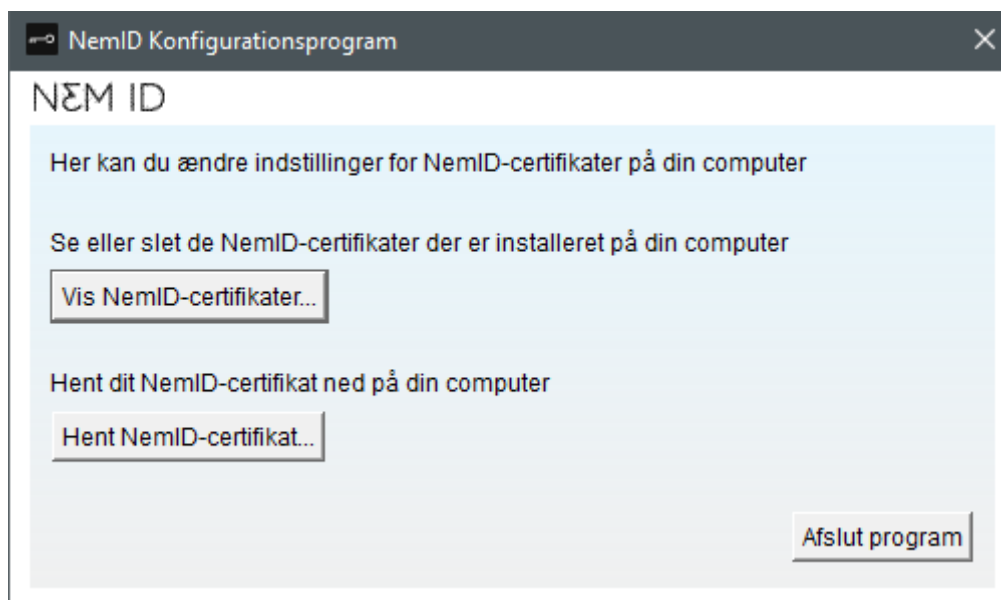 NemID Konfigurationsprogram
NEM ID
Her kan du ændre indstillinger for NemID-certifikater på din computer
Se eller slet de NemID-certifikater der er installeret på din computer
Vis NemID-certifikater...
Hent dit NemID-certifikat ned på din computer
Hent NemID-certifikat...
Afslut program